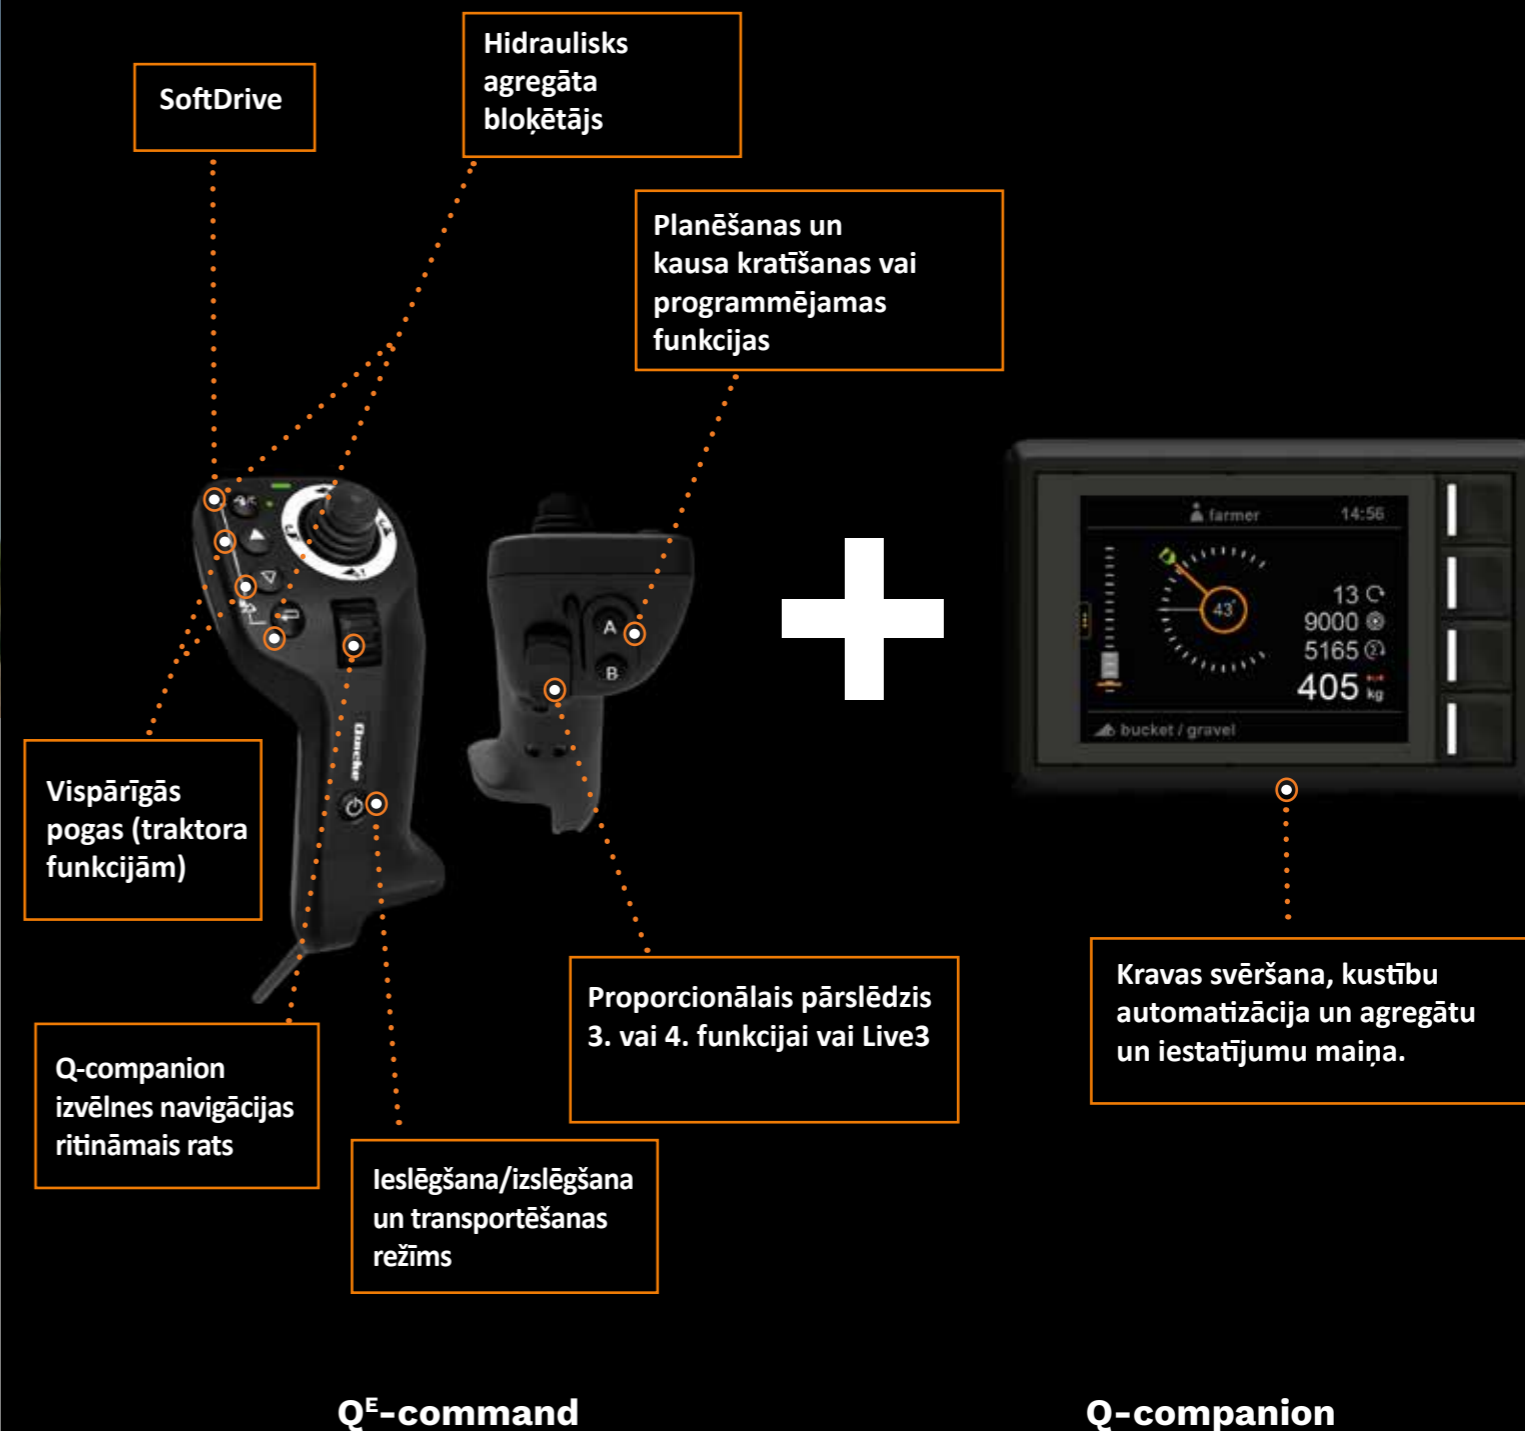 SoftDrive
Hidraulisks
agregāta
bloķētājs
Planēšanas un
kausa kratīšanas vai
programmējamas
funkcijas
farmer 14:56
43°
13
9000
5165
405 kg
bucket / gravel
A
B
Quicke
Vispārīgās
pogas (traktora
funkcijām)
Q-companion
izvēlnes navigācijas
ritināmais rats
Ieslēgšana/izslēgšana
un transportēšanas
režīms
Proporcionālais pārslēdzis
3. vai 4. funkcijai vai Live3
Kravas svēršana, kustību
automatizācija un agregātu
un iestatījumu maiņa.
Qᴱ-command
Q-companion